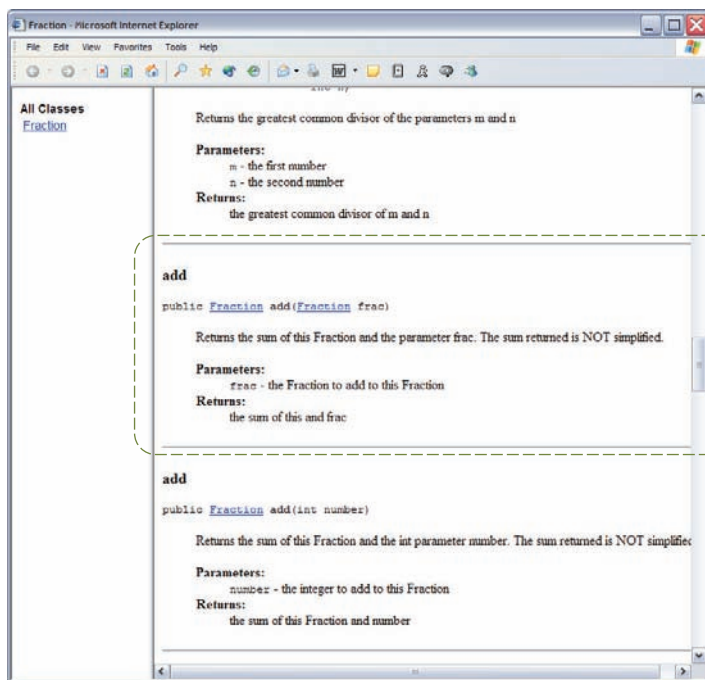 Fraction - Microsoft Internet Explorer
File Edit View Favorites Tools Help
All Classes
Fraction
Returns the greatest common divisor of the parameters m and n
Parameters:
m - the first number
n - the second number
Returns:
the greatest common divisor of m and n
add
public Fraction add(Fraction frac)
Returns the sum of this Fraction and the parameter frac. The sum returned is NOT simplified.
Parameters:
frac - the Fraction to add to this Fraction
Returns:
the sum of this and frac
add
public Fraction add(int number)
Returns the sum of this Fraction and the int parameter number. The sum returned is NOT simplified
Parameters:
number - the integer to add to this Fraction
Returns:
the sum of this Fraction and number